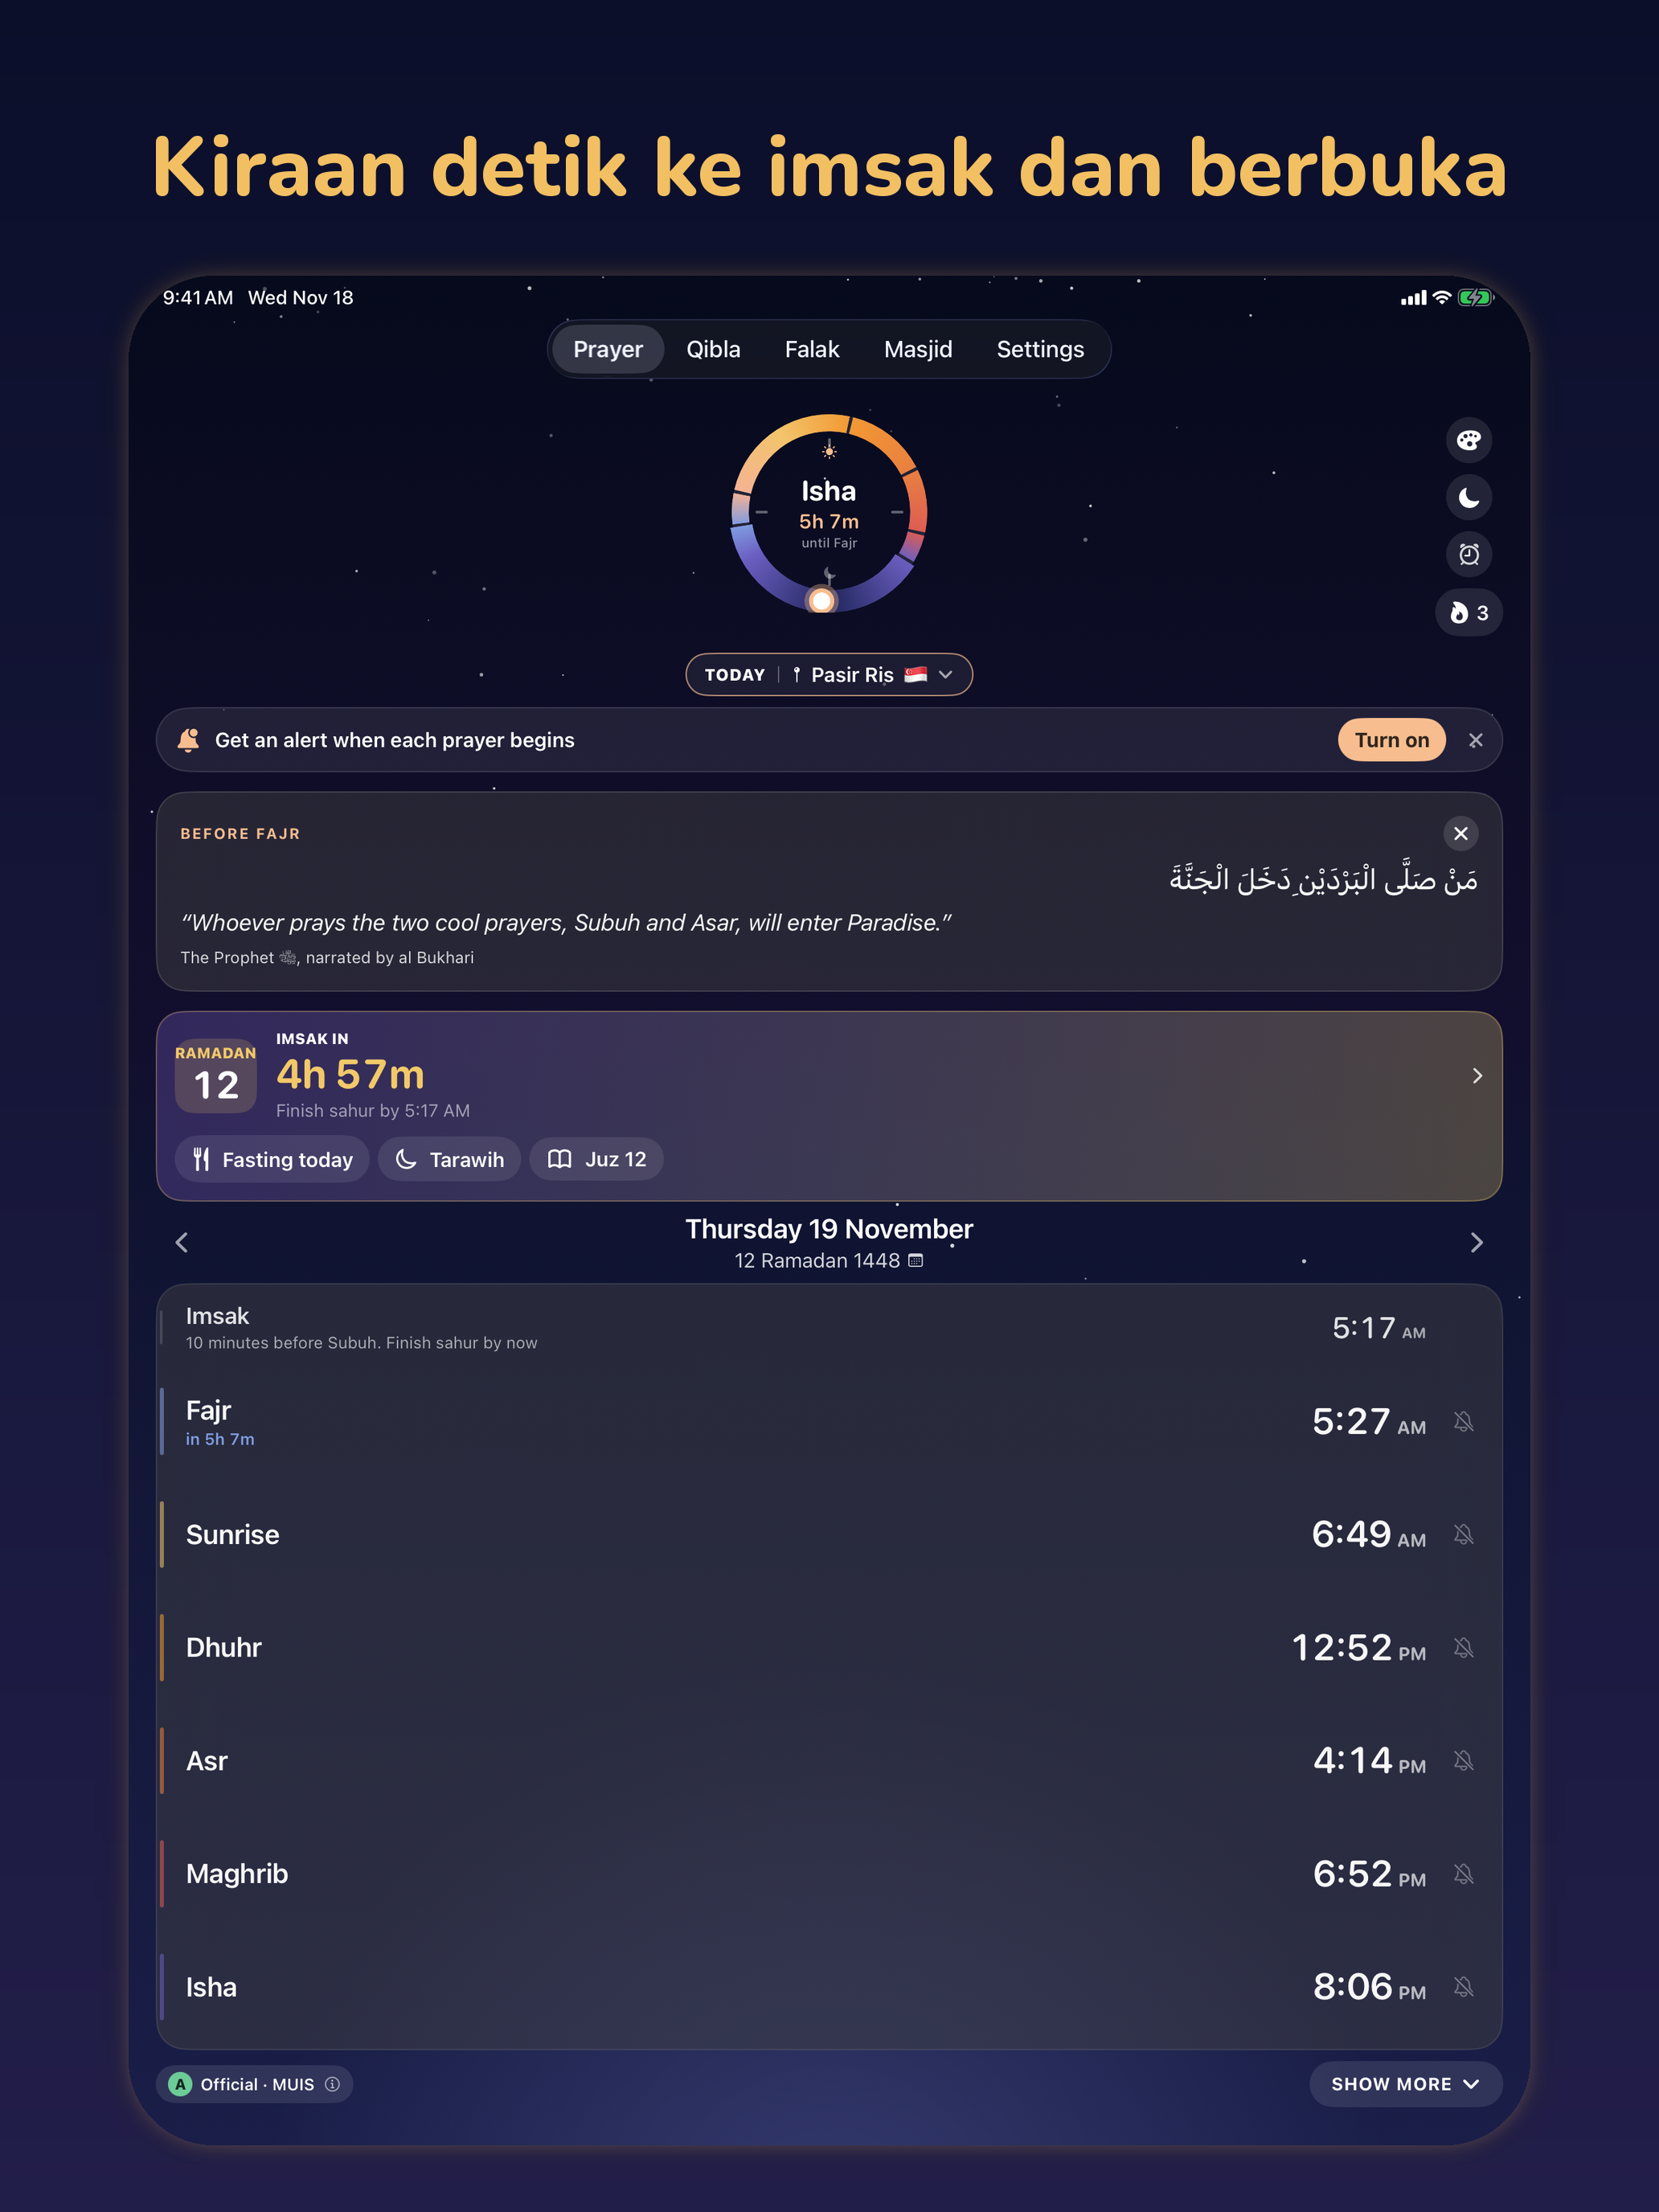 Kiraan detik ke imsak dan berbuka
9:41 AM Wed Nov 18
Prayer Qibla Falak Masjid Settings
Isha
5h 7m
until Fajr
3
TODAY Pasir Ris
Get an alert when each prayer begins Turn on
BEFORE FAJR
مَنْ صَلَّى الْبَرْدَيْنِ دَخَلَ الْجَنَّةَ
“Whoever prays the two cool prayers, Subuh and Asar, will enter Paradise.”
The Prophet ﷺ, narrated by al Bukhari
RAMADAN
12
IMSAK IN
4h 57m
Finish sahur by 5:17 AM
Fasting today Tarawih Juz 12
Thursday 19 November
12 Ramadan 1448
Imsak 5:17 AM
10 minutes before Subuh. Finish sahur by now
Fajr 5:27 AM
in 5h 7m
Sunrise 6:49 AM
Dhuhr 12:52 PM
Asr 4:14 PM
Maghrib 6:52 PM
Isha 8:06 PM
A Official · MUIS SHOW MORE